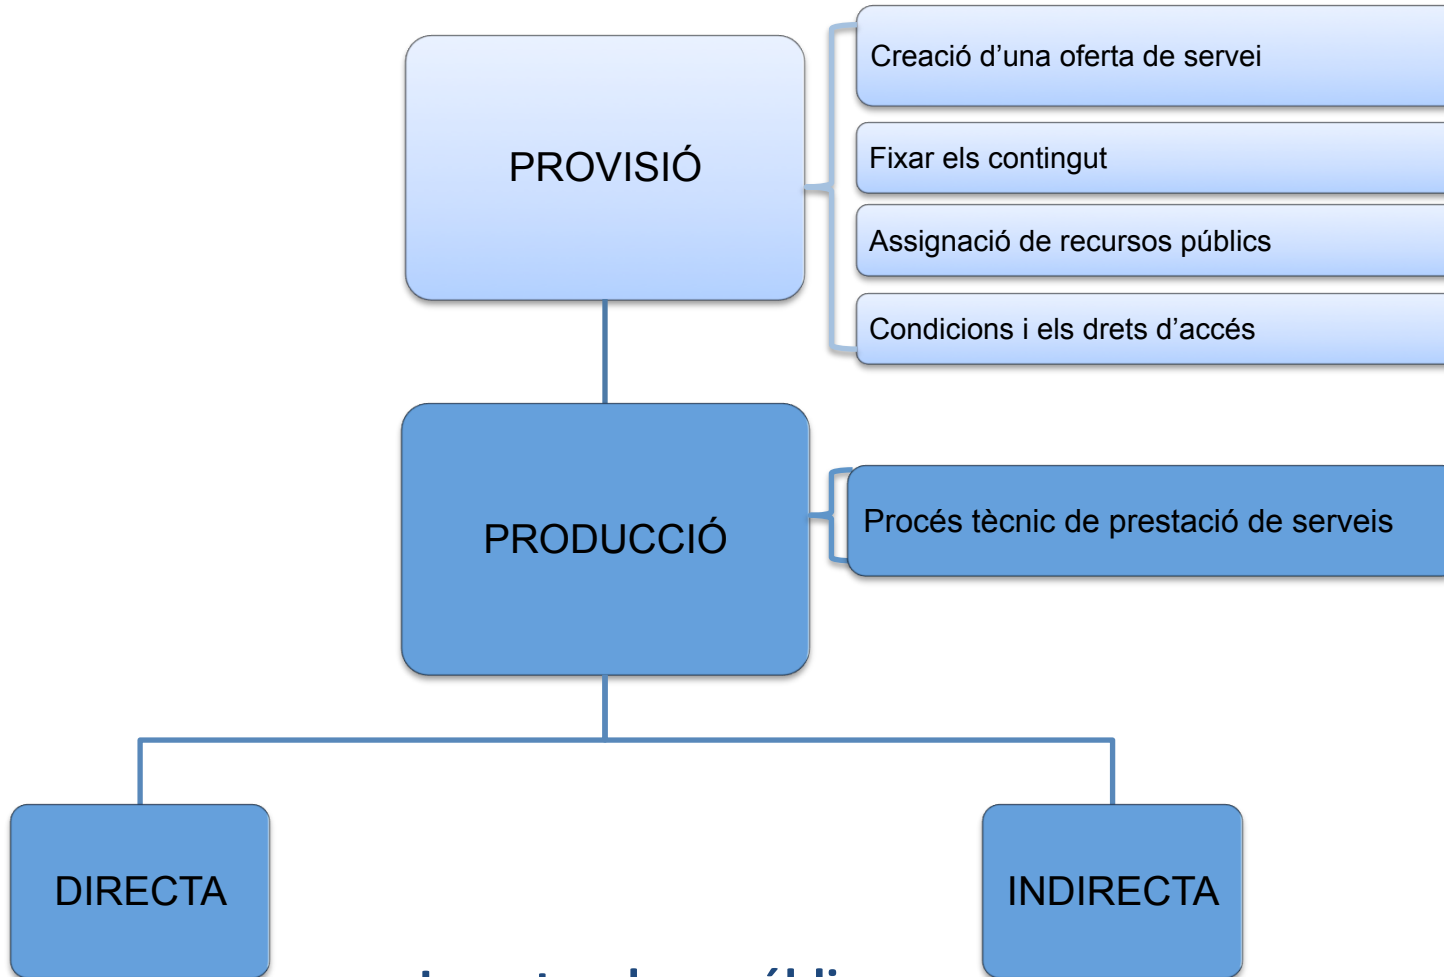 Creació d’una oferta de servei
PROVISIÓ
Fixar els contingut
Assignació de recursos públics
Condicions i els drets d’accés
PRODUCCIÓ
Procés tècnic de prestació de serveis
DIRECTA
INDIRECTA